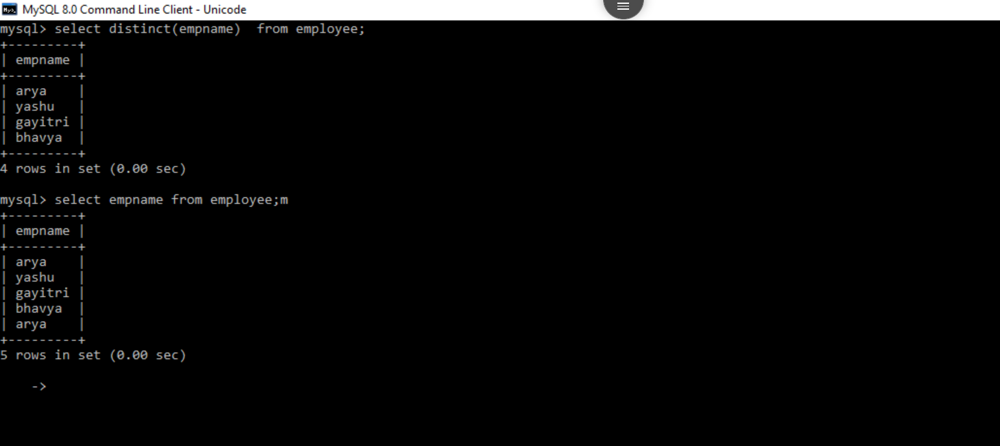 MySQL 8.0 Command Line Client - Unicode
mysql> select distinct(empname)  from employee;
+---------+
| empname |
+---------+
| arya    |
| yashu   |
| gayitri |
| bhavya  |
+---------+
4 rows in set (0.00 sec)
mysql> select empname from employee;m
+---------+
| empname |
+---------+
| arya    |
| yashu   |
| gayitri |
| bhavya  |
| arya    |
+---------+
5 rows in set (0.00 sec)
    ->